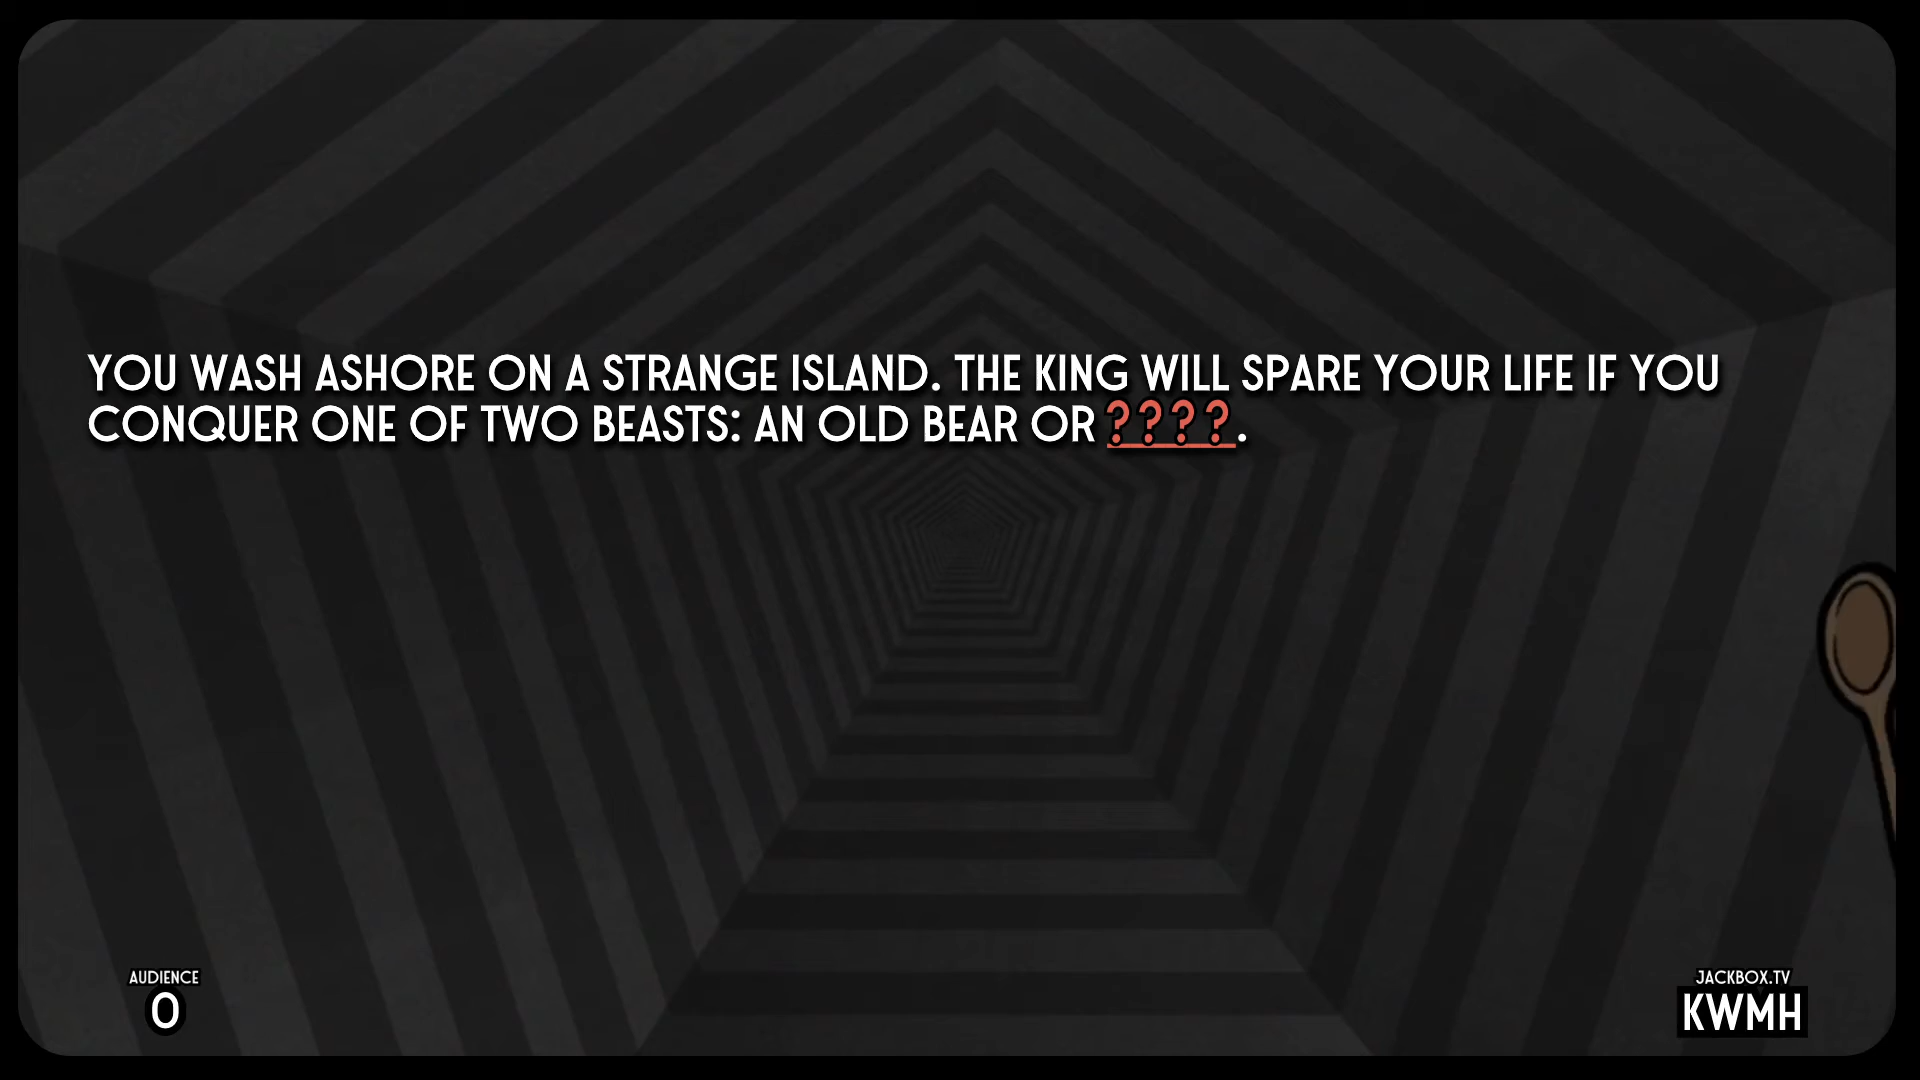 YOU WASH ASHORE ON A STRANGE ISLAND. THE KING WILL SPARE YOUR LIFE IF YOU
CONQUER ONE OF TWO BEASTS: AN OLD BEAR OR ????.
AUDIENCE
0
JACKBOX.TV
KWMH